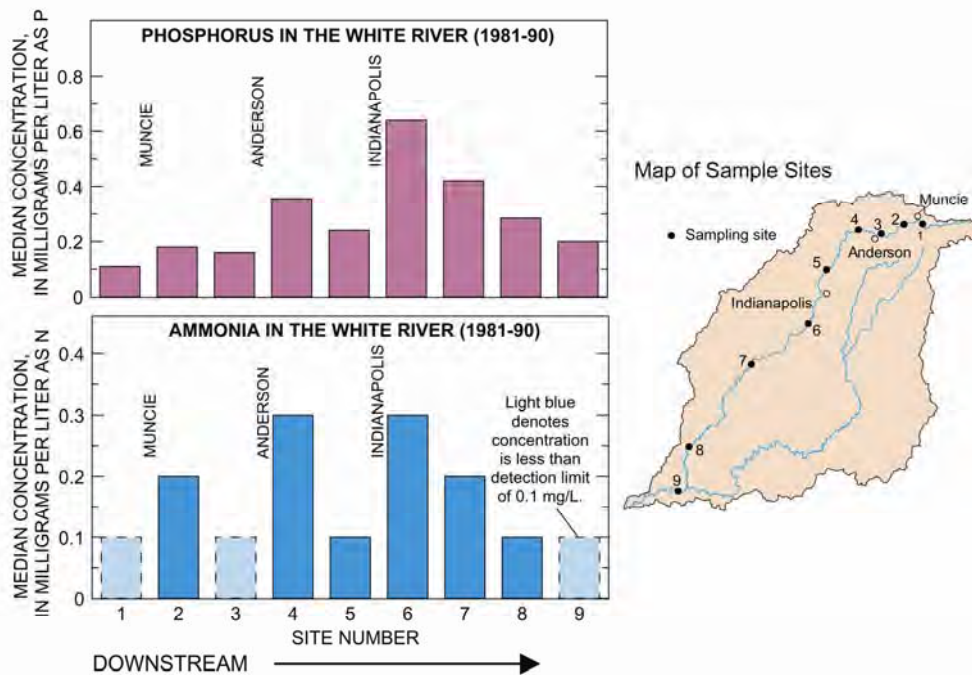 PHOSPHORUS IN THE WHITE RIVER (1981-90)
MEDIAN CONCENTRATION,
IN MILLIGRAMS PER LITER AS P
0.8
0.6
0.4
0.2
0
MUNCIE
ANDERSON
INDIANAPOLIS
AMMONIA IN THE WHITE RIVER (1981-90)
MEDIAN CONCENTRATION,
IN MILLIGRAMS PER LITER AS N
0.4
0.3
0.2
0.1
0
MUNCIE
ANDERSON
INDIANAPOLIS
Light blue
denotes
concentration
is less than
detection limit
of 0.1 mg/L.
1 2 3 4 5 6 7 8 9
SITE NUMBER
DOWNSTREAM
Map of Sample Sites
Sampling site
Muncie
4 3 2 1
Anderson
5
Indianapolis
6
7
8
9